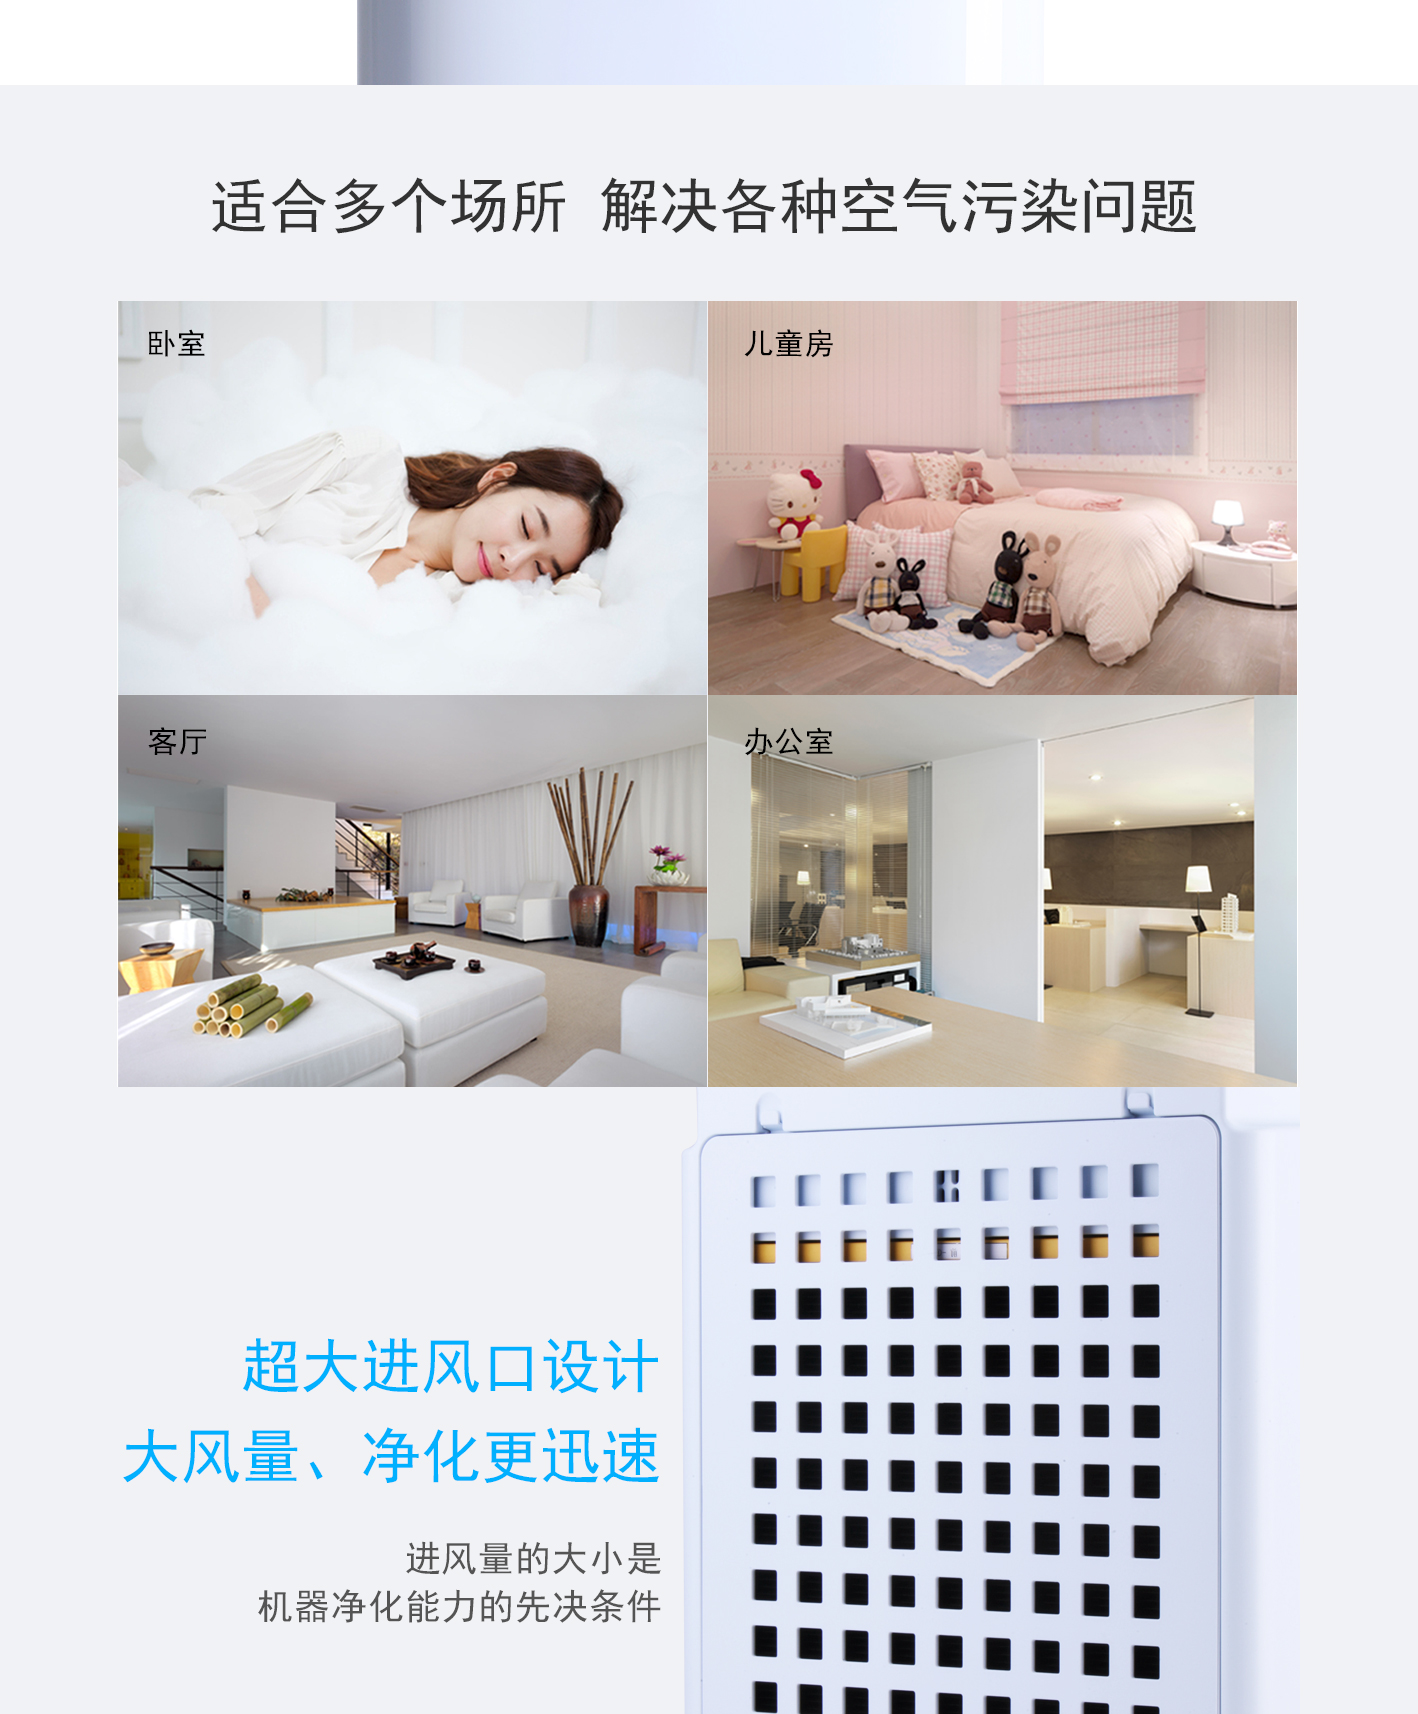 适合多个场所 解决各种空气污染问题
卧室
儿童房
客厅
办公室
超大进风口设计
大风量、净化更迅速
进风量的大小是
机器净化能力的先决条件